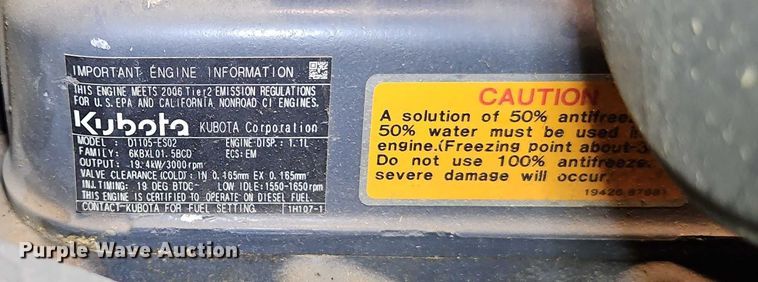 IMPORTANT ENGINE INFORMATION
THIS ENGINE MEETS 2006 Tier2 EMISSION REGULATIONS
FOR U.S.EPA AND CALIFORNIA NONROAD CI ENGINES.
Kubota KUBOTA Corporation
MODEL: D1105-ES02 ENGINE DISP.: 1.1L
FAMILY: 6KBXL01.5BCD ECS:EM
OUTPUT: 19.4kW/3000rpm
VALVE CLEARANCE(COLD): IN 0.165mm EX 0.165mm
INJ.TIMING: 19 DEG BTDC LOW IDLE:1550-1650rpm
THIS ENGINE IS CERTIFIED TO OPERATE ON DIESEL FUEL.
CONTACT KUBOTA FOR FUEL SETTING. 1H107-1
CAUTION
A solution of 50% antifreeze
50% water must be used in
engine.(Freezing point about-3
Do not use 100% antifreeze
severe damage will occur.
19426-87681
Purple Wave Auction